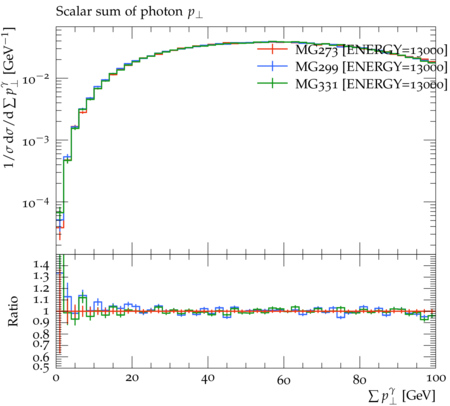 Scalar sum of photon p⊥
1/σ dσ/d∑ p⊥^γ [GeV⁻¹]
MG273 [ENERGY=13000]
MG299 [ENERGY=13000]
MG331 [ENERGY=13000]
10⁻²
10⁻³
10⁻⁴
Ratio
1.4
1.3
1.2
1.1
1
0.9
0.8
0.7
0.6
0.5
0 20 40 60 80 100
∑ p⊥^γ [GeV]